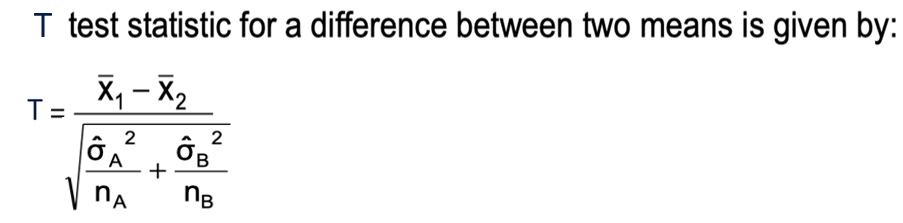 T test statistic for a difference between two means is given by:
T = (x̄₁ − x̄₂) / √(σ̂_A² / n_A + σ̂_B² / n_B)